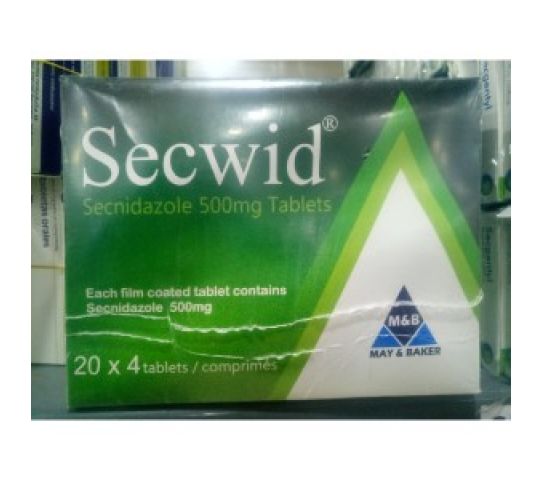 Secwid®
Secnidazole 500mg Tablets
Each film coated tablet contains
Secnidazole 500mg
20 x 4 tablets / comprimés
M&B
MAY & BAKER